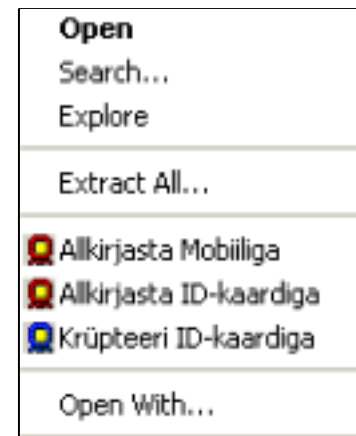 Open
Search...
Explore
Extract All...
Allkirjasta Mobiiliga
Allkirjasta ID-kaardiga
Krüpteeri ID-kaardiga
Open With...